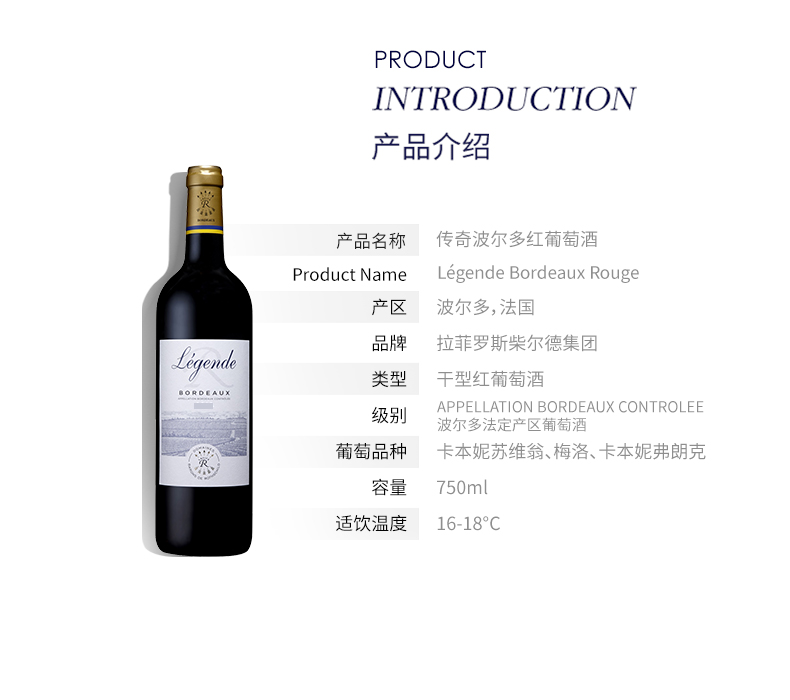 PRODUCT
INTRODUCTION
产品介绍
产品名称 传奇波尔多红葡萄酒
Product Name Légende Bordeaux Rouge
产区 波尔多，法国
品牌 拉菲罗斯柴尔德集团
类型 干型红葡萄酒
级别 APPELLATION BORDEAUX CONTROLEE
波尔多法定产区葡萄酒
葡萄品种 卡本妮苏维翁、梅洛、卡本妮弗朗克
容量 750ml
适饮温度 16-18°C
Légende
BORDEAUX
APPELLATION BORDEAUX CONTROLEE